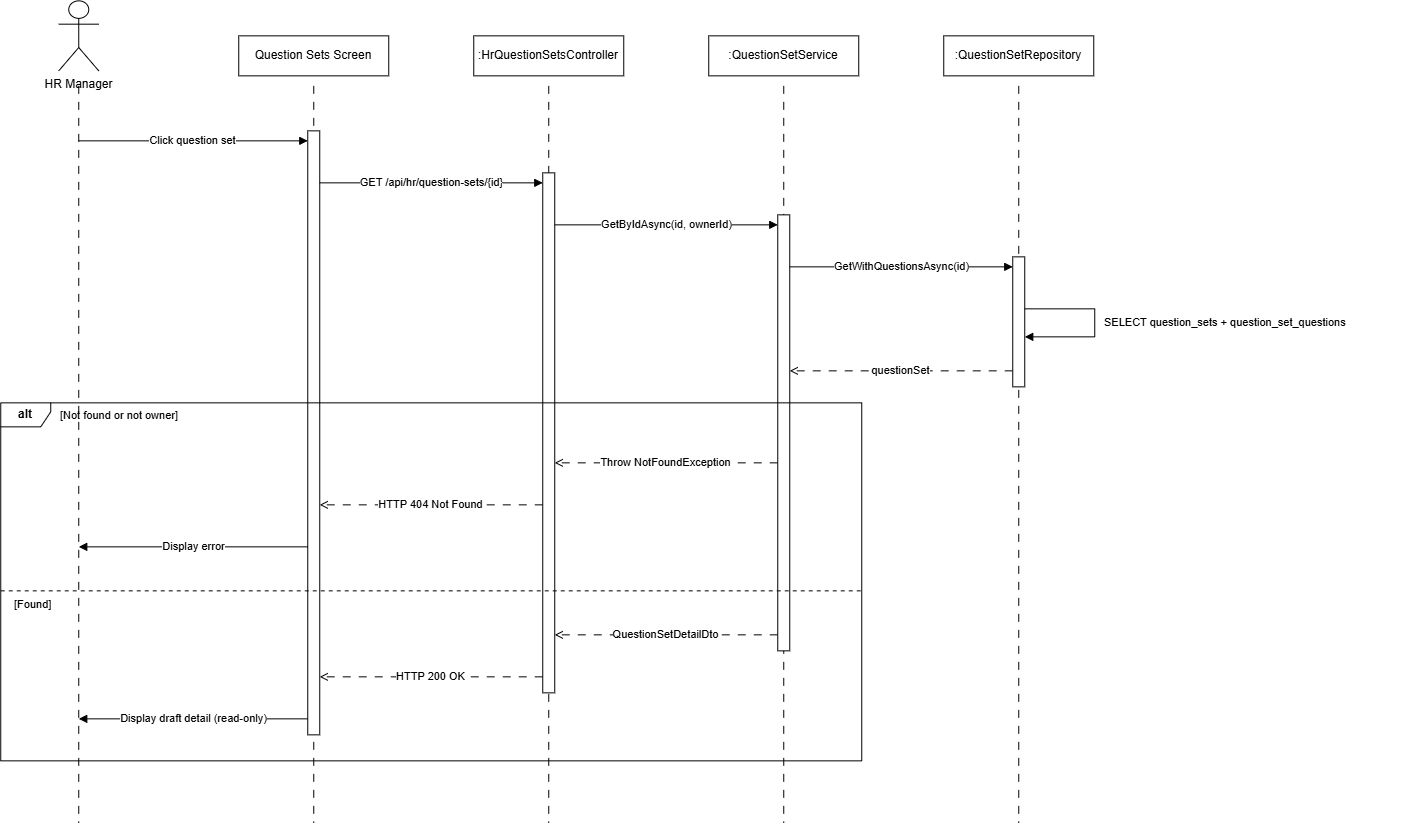 HR Manager
Question Sets Screen
:HrQuestionSetsController
:QuestionSetService
:QuestionSetRepository
Click question set
GET /api/hr/question-sets/{id}
GetByIdAsync(id, ownerId)
GetWithQuestionsAsync(id)
SELECT question_sets + question_set_questions
questionSet
alt
[Not found or not owner]
Throw NotFoundException
HTTP 404 Not Found
Display error
[Found]
QuestionSetDetailDto
HTTP 200 OK
Display draft detail (read-only)